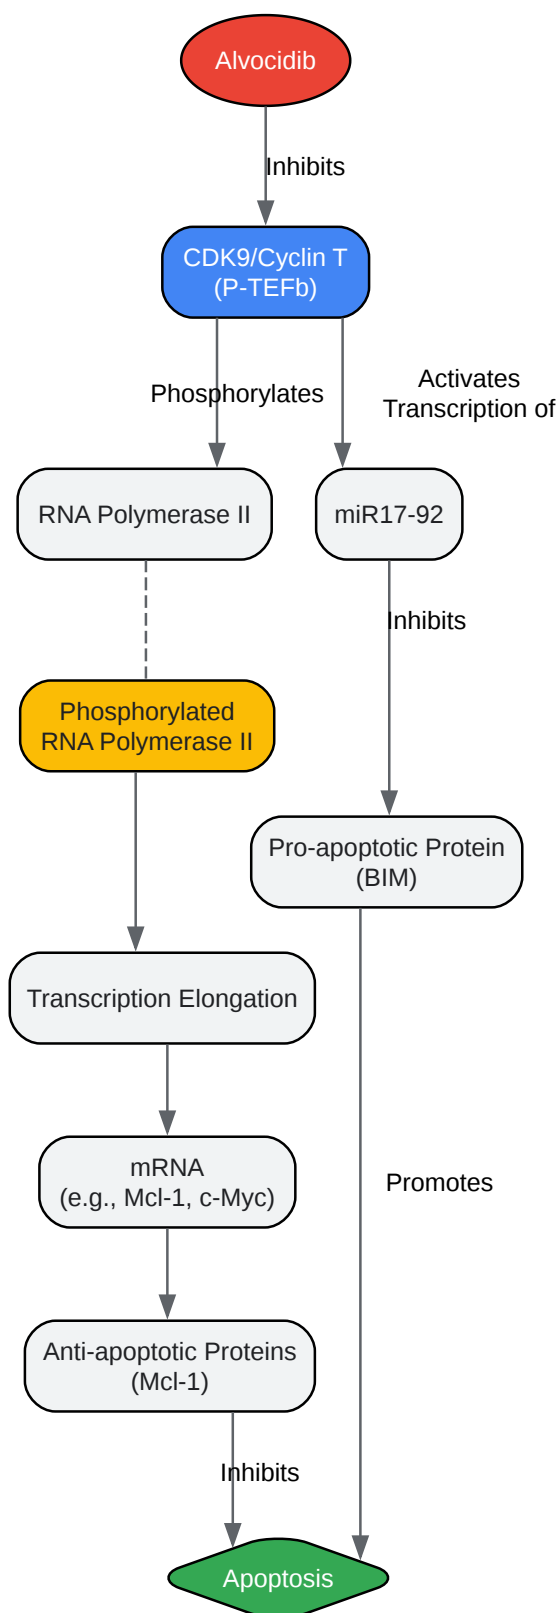 Alvocidib
Inhibits
CDK9/Cyclin T
(P-TEFb)
Phosphorylates
Activates
Transcription of
RNA Polymerase II
miR17-92
Inhibits
Phosphorylated
RNA Polymerase II
Pro-apoptotic Protein
(BIM)
Transcription Elongation
mRNA
(e.g., Mcl-1, c-Myc)
Promotes
Anti-apoptotic Proteins
(Mcl-1)
Inhibits
Apoptosis